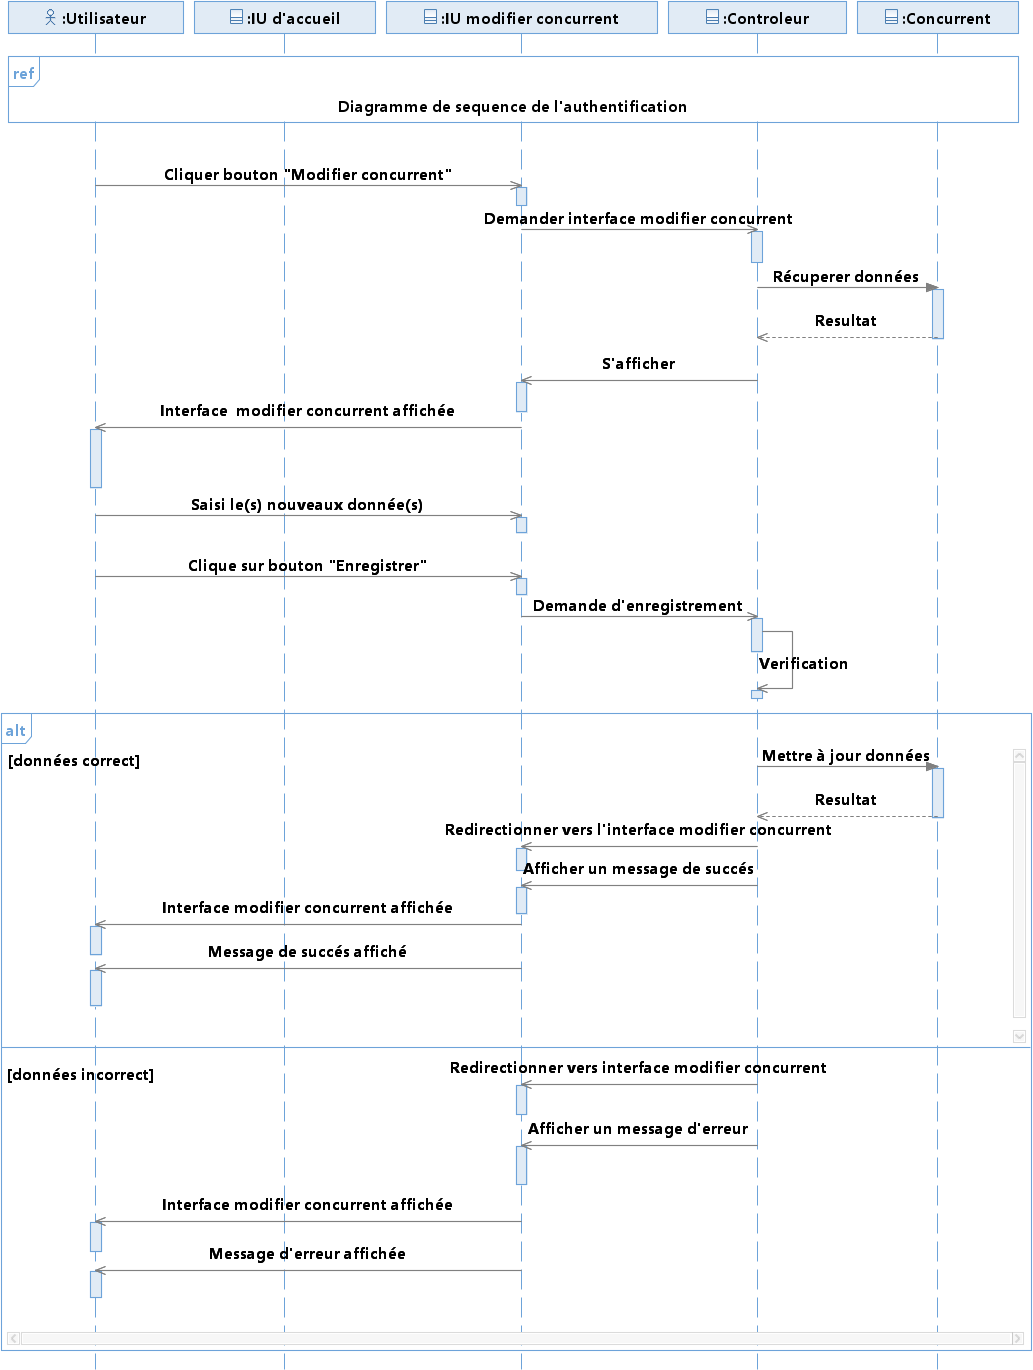 :Utilisateur
:IU d'accueil
:IU modifier concurrent
:Controleur
:Concurrent
ref
Diagramme de sequence de l'authentification
Cliquer bouton "Modifier concurrent"
Demander interface modifier concurrent
Récuperer données
Resultat
S'afficher
Interface  modifier concurrent affichée
Saisi le(s) nouveaux donnée(s)
Clique sur bouton "Enregistrer"
Demande d'enregistrement
Verification
alt
[données correct]
Mettre à jour données
Resultat
Redirectionner vers l'interface modifier concurrent
Afficher un message de succés
Interface modifier concurrent affichée
Message de succés affiché
[données incorrect]
Redirectionner vers interface modifier concurrent
Afficher un message d'erreur
Interface modifier concurrent affichée
Message d'erreur affichée